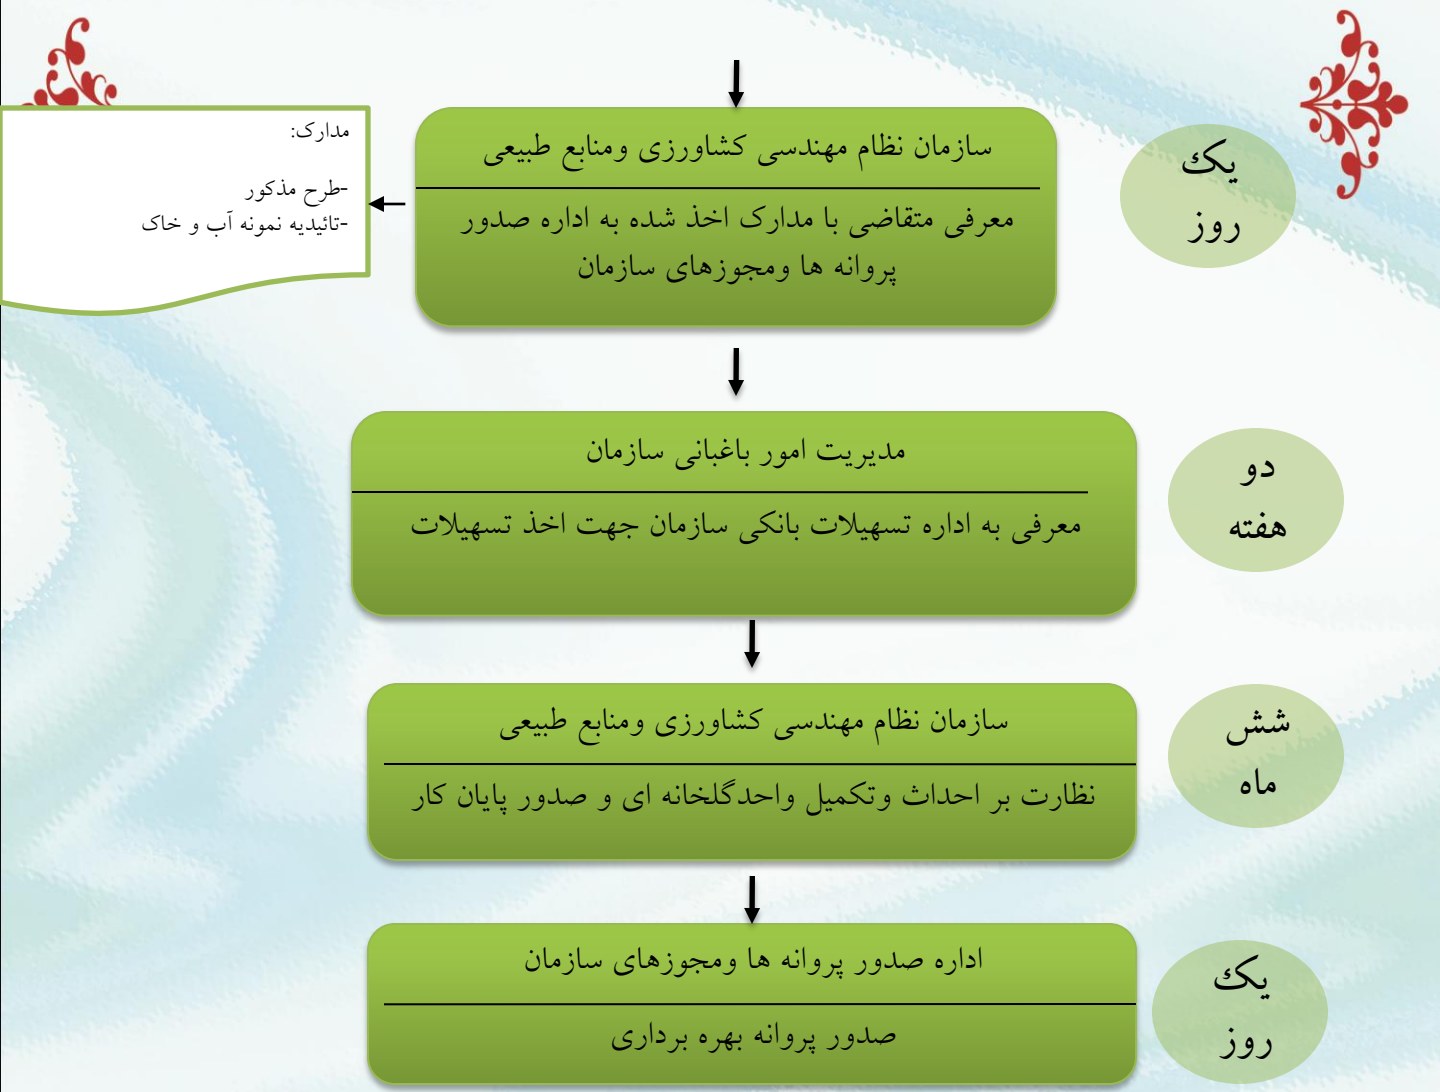 سازمان نظام مهندسی کشاورزی ومنابع طبیعی
معرفی متقاضی با مدارک اخذ شده به اداره صدور
پروانه ها ومجوزهای سازمان
یک
روز
مدارک:
-طرح مذکور
-تائیدیه نمونه آب و خاک
مدیریت امور باغبانی سازمان
معرفی به اداره تسهیلات بانکی سازمان جهت اخذ تسهیلات
دو
هفته
سازمان نظام مهندسی کشاورزی ومنابع طبیعی
نظارت بر احداث وتکمیل واحدگلخانه ای و صدور پایان کار
شش
ماه
اداره صدور پروانه ها ومجوزهای سازمان
صدور پروانه بهره برداری
یک
روز